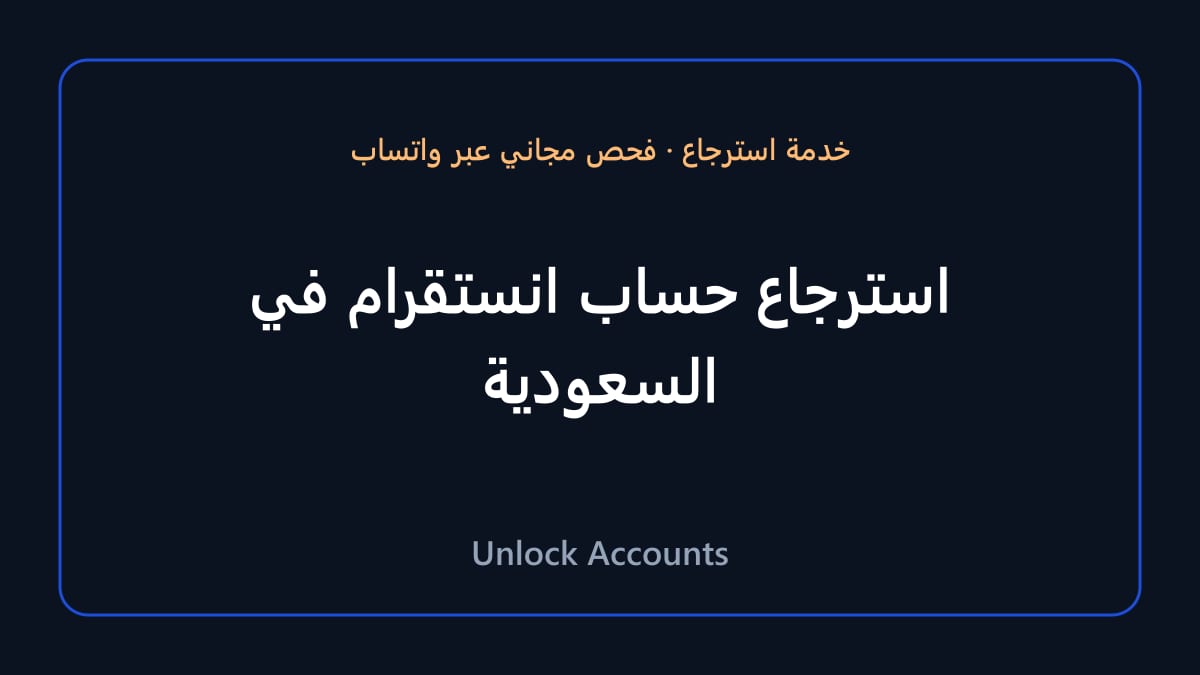 خدمة استرجاع · فحص مجاني عبر واتساب
استرجاع حساب انستقرام في
السعودية
Unlock Accounts